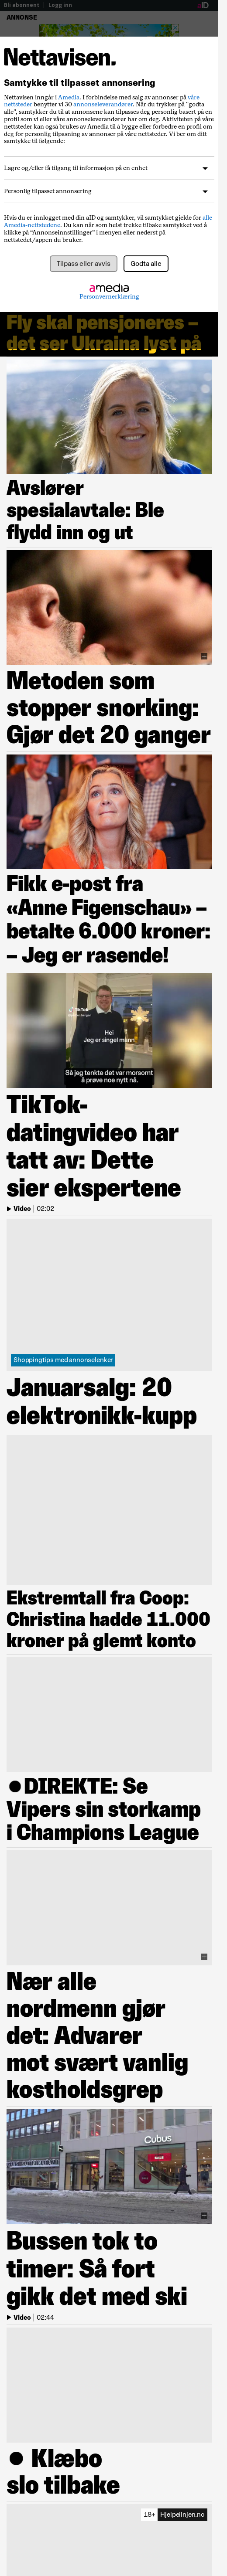 Bli abonnent | Logg inn
aID
ANNONSE
Nettavisen.
Samtykke til tilpasset annonsering
Nettavisen inngår i Amedia. I forbindelse med salg av annonser på våre
nettsteder benytter vi 30 annonseleverandører. Når du trykker på "godta
alle", samtykker du til at annonsene kan tilpasses deg personlig basert på en
profil om deg som vi eller annonseleverandører har om deg. Aktiviteten din på våre
nettsteder kan også brukes av Amedia til å bygge eller forbedre en profil om
deg for personlig tilpasning av annonser på våre nettsteder. Vi ber om ditt
samtykke til følgende:
Lagre og/eller få tilgang til informasjon på en enhet
Personlig tilpasset annonsering
Hvis du er innlogget med din aID og samtykker, vil samtykket gjelde for alle
Amedia-nettstedene. Du kan når som helst trekke tilbake samtykket ved å
klikke på “Annonseinnstillinger” i menyen eller nederst på
nettstedet/appen du bruker.
Tilpass eller avvis
Godta alle
amedia
Personvernerklæring
Fly skal pensjoneres –
det ser Ukraina lyst på
Avslører
spesialavtale: Ble
flydd inn og ut
Metoden som
stopper snorking:
Gjør det 20 ganger
Fikk e-post fra
«Anne Figenschau» –
betalte 6.000 kroner:
– Jeg er rasende!
TikTok
Hei
Jeg er singel mann.
Så jeg tenkte det var morsomt
å prøve noe nytt nå.
TikTok-
datingvideo har
tatt av: Dette
sier ekspertene
Video | 02:02
Shoppingtips med annonselenker
Januarsalg: 20
elektronikk-kupp
Ekstremtall fra Coop:
Christina hadde 11.000
kroner på glemt konto
●DIREKTE: Se
Vipers sin storkamp
i Champions League
Nær alle
nordmenn gjør
det: Advarer
mot svært vanlig
kostholdsgrep
CUBUS
Bussen tok to
timer: Så fort
gikk det med ski
Video | 02:44
● Klæbo
slo tilbake
18+ Hjelpelinjen.no